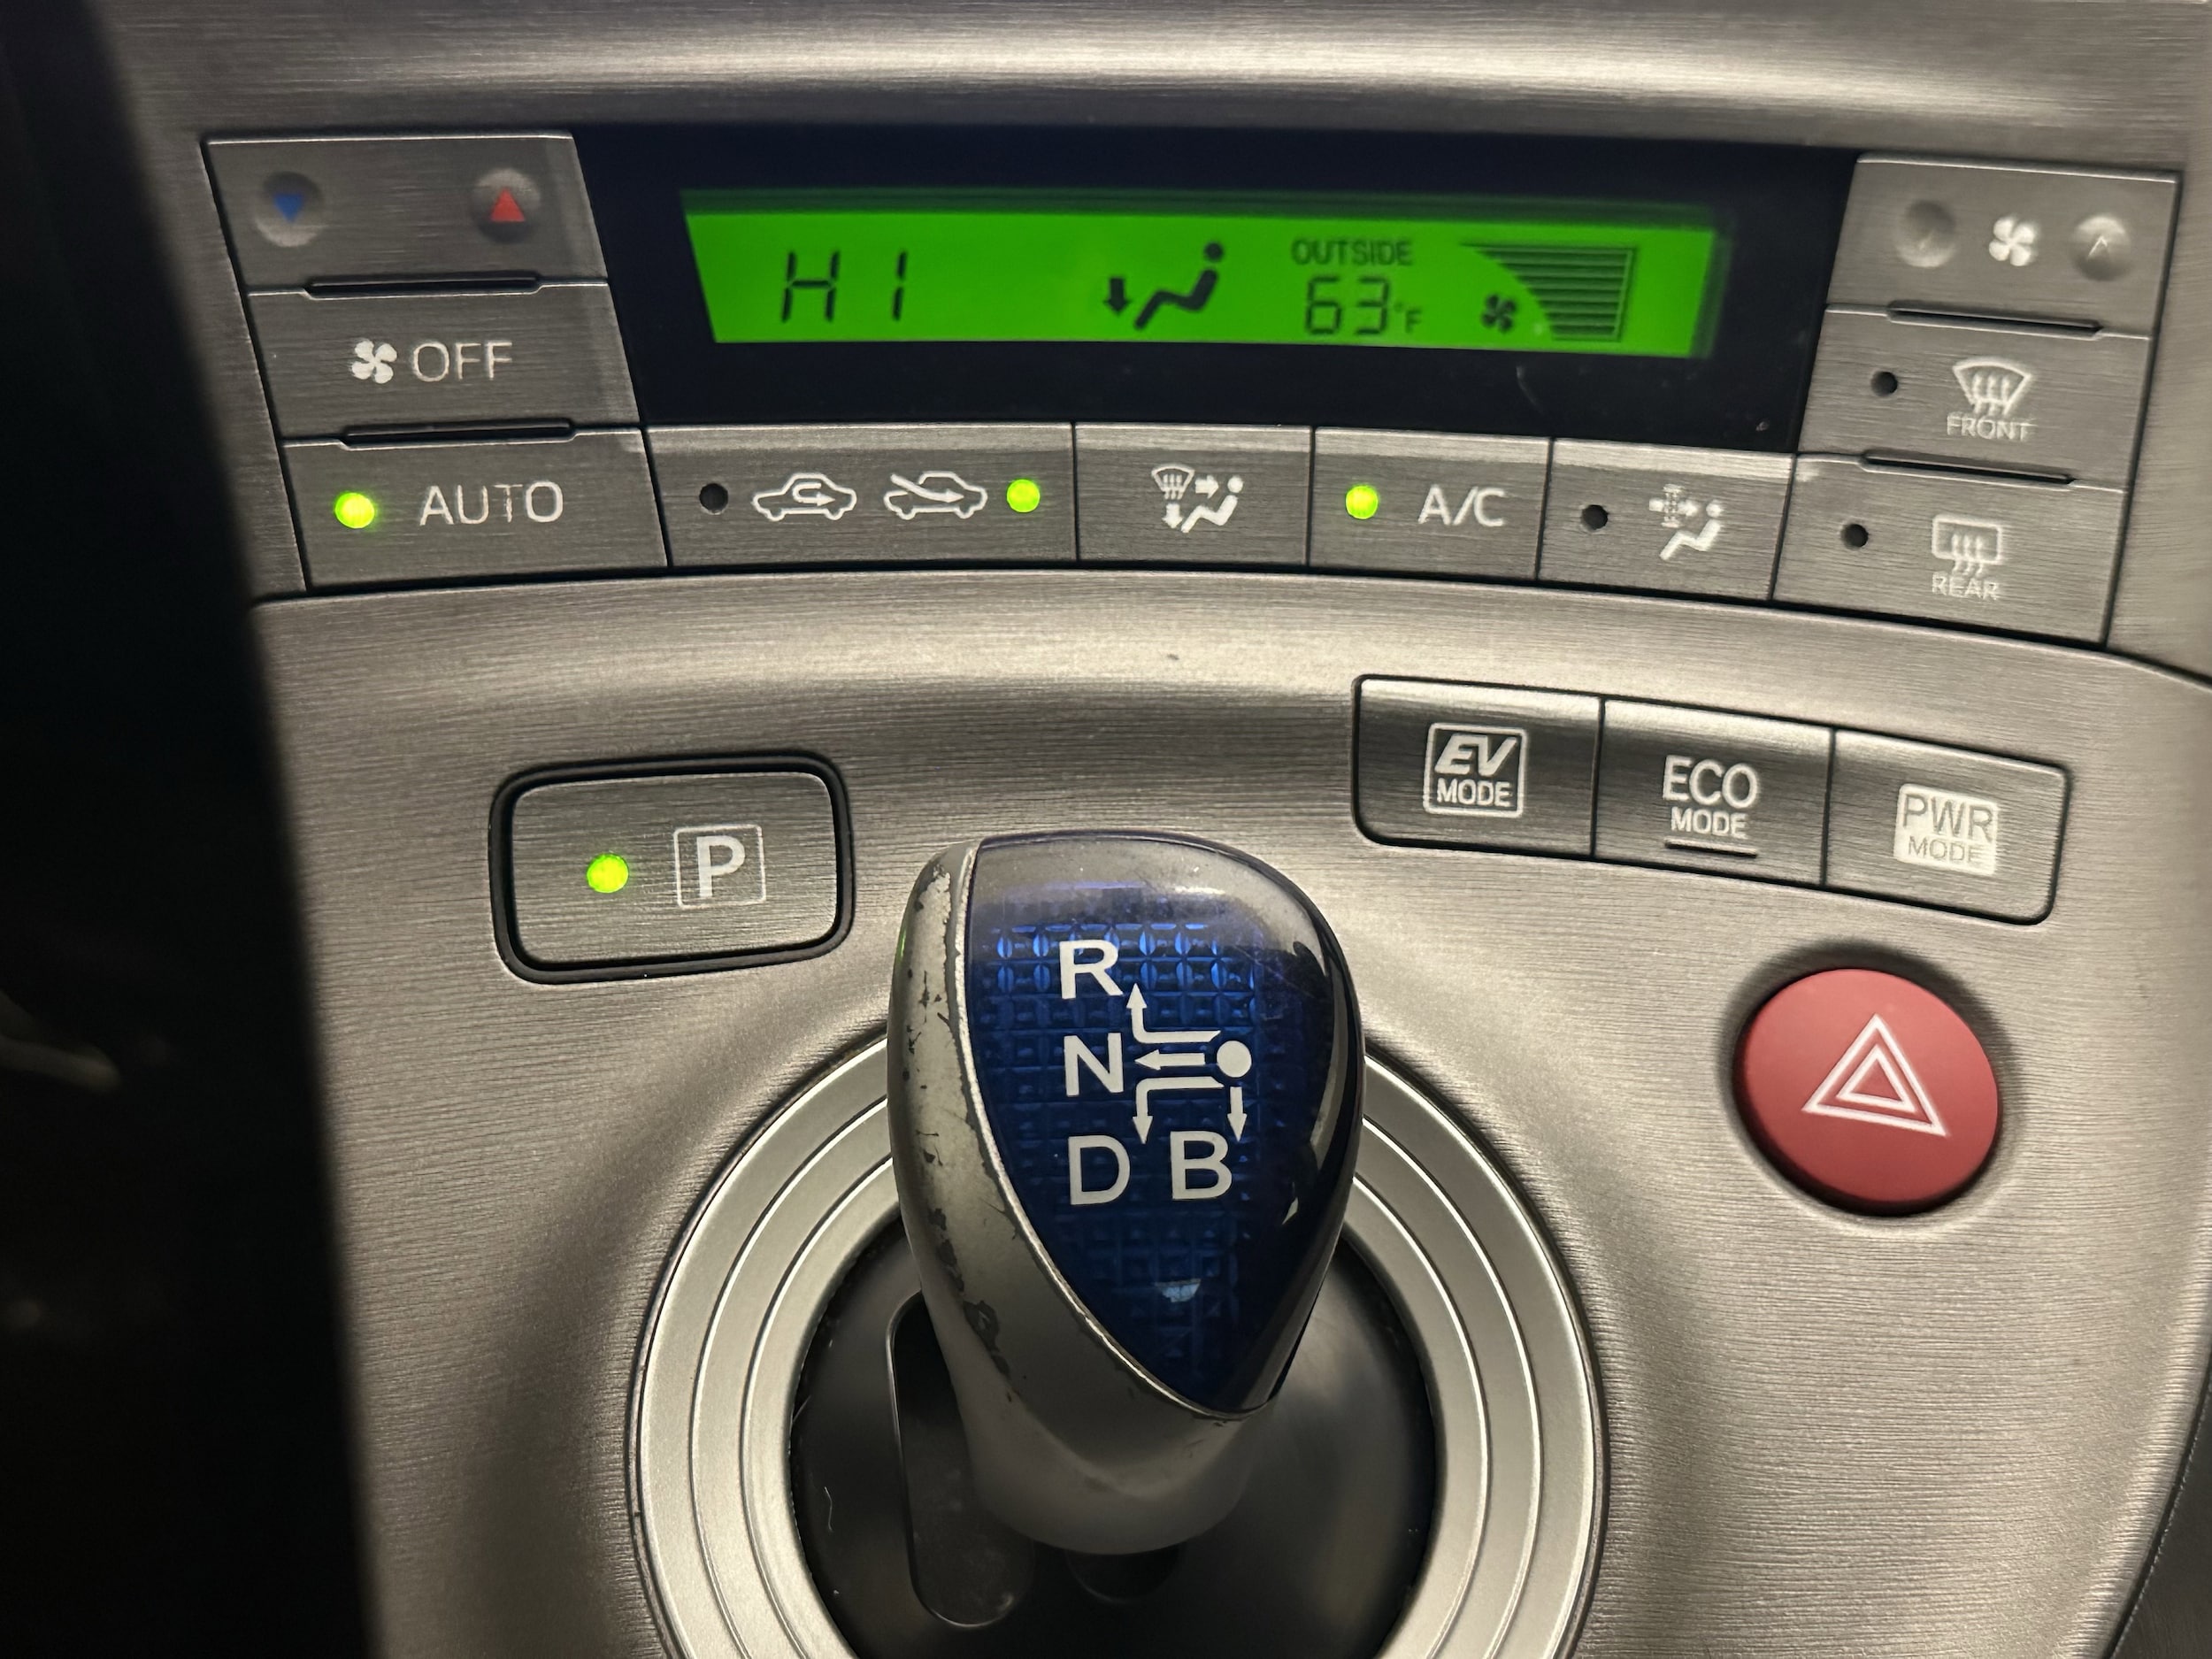 HI
OUTSIDE
63°F
OFF
FRONT
AUTO
A/C
REAR
EV
MODE
ECO
MODE
PWR
MODE
P
R
N
D B